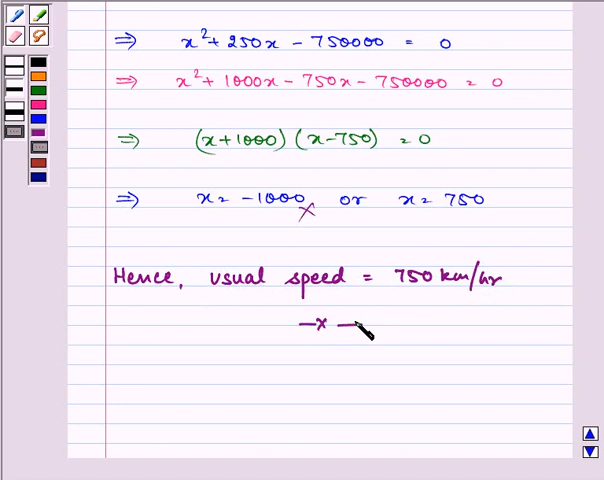 ⇒ x² + 250x - 750000 = 0
⇒ x² + 1000x - 750x - 750000 = 0
⇒ (x+1000) (x-750) = 0
⇒ x = -1000 or x = 750
Hence, usual speed = 750 km/hr
—x—